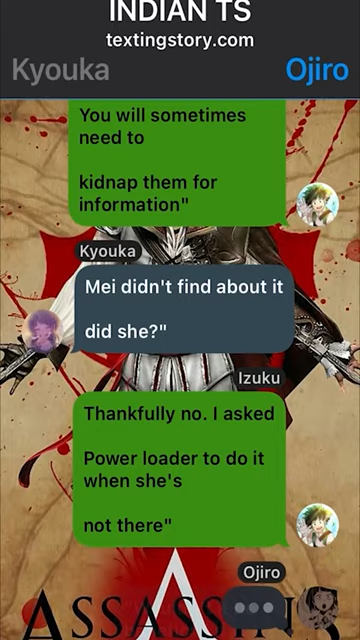 INDIAN TS
textingstory.com
Kyouka
Ojiro
You will sometimes
need to
kidnap them for
information"
Kyouka
Mei didn't find about it
did she?"
Izuku
Thankfully no. I asked
Power loader to do it
when she's
not there"
Ojiro
ASSASSIN'S